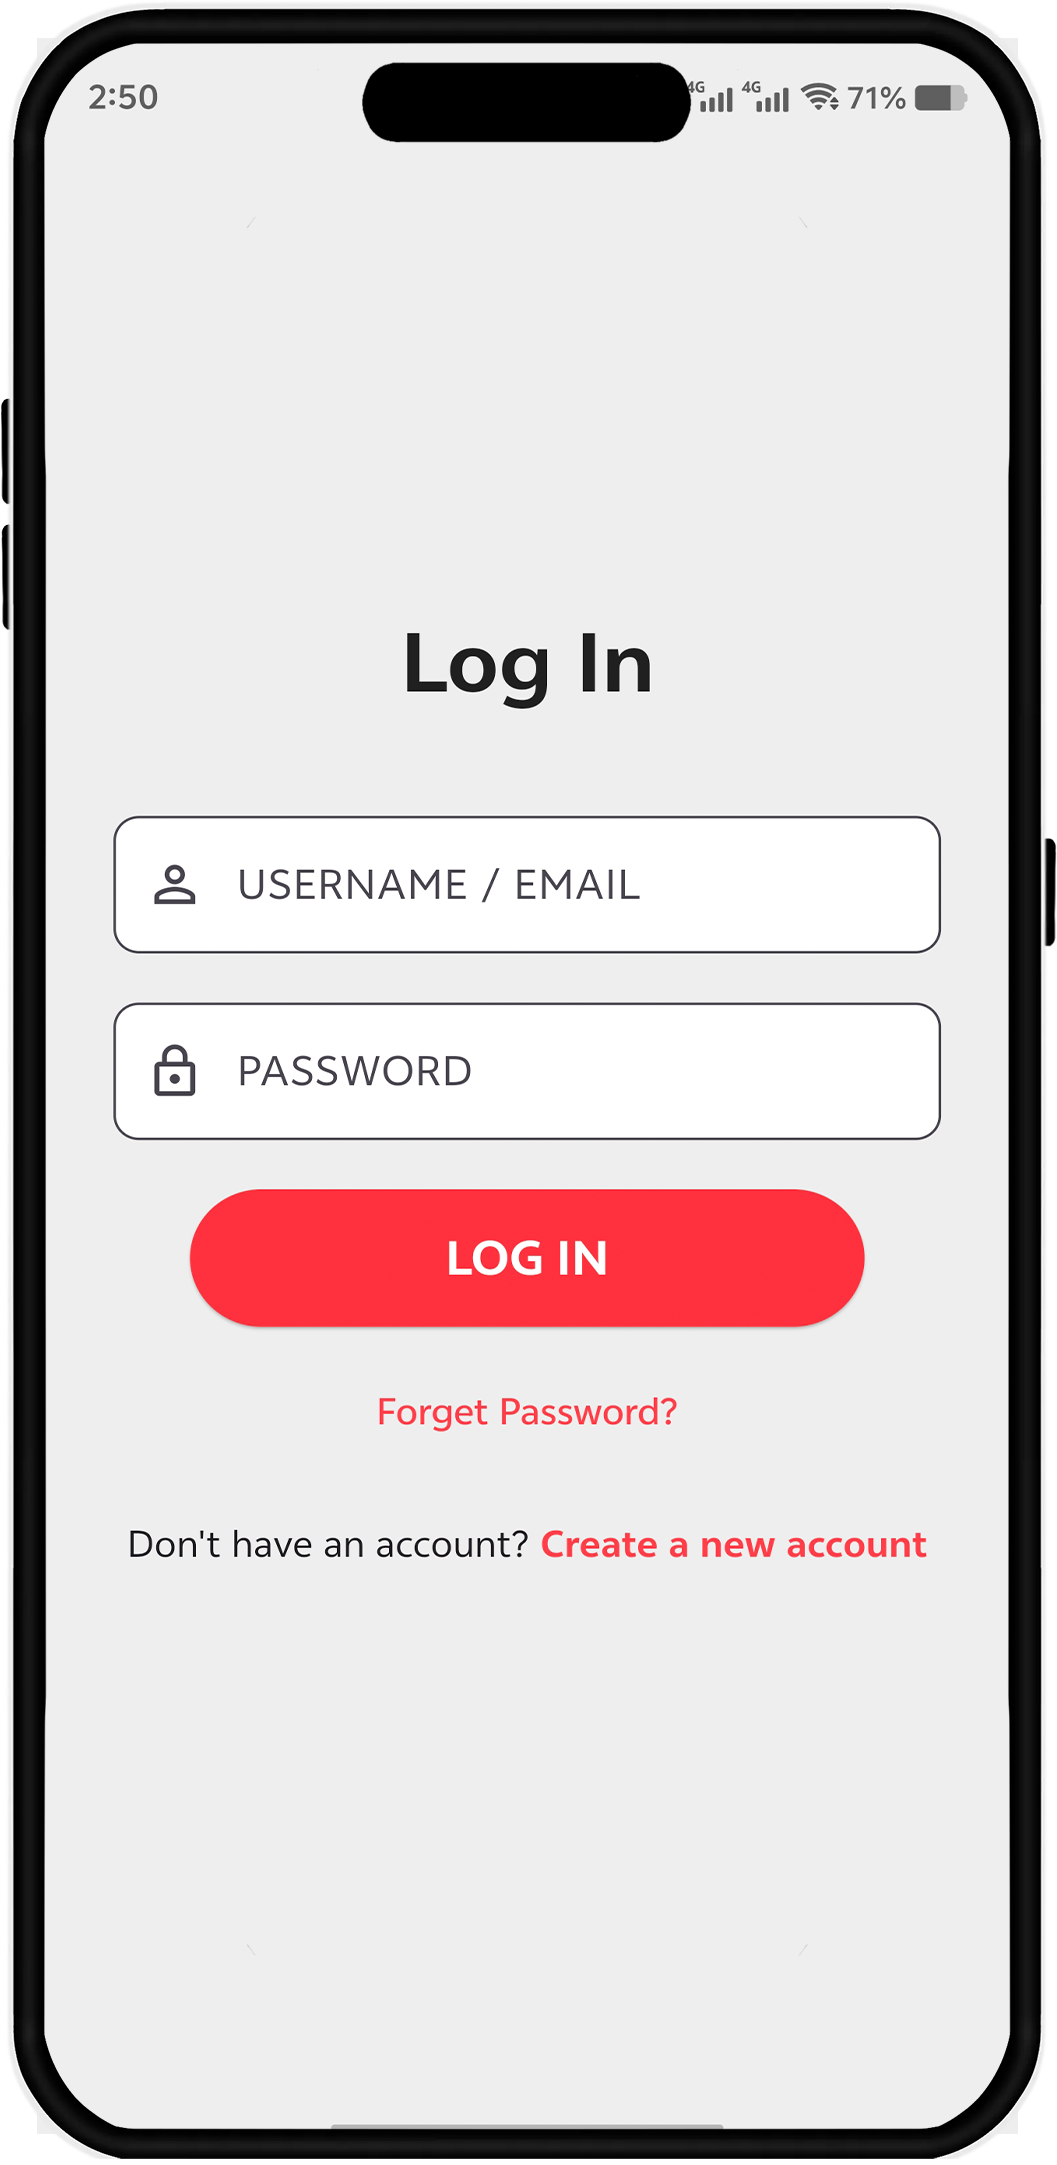 2:50 4G 4G 71%
Log In
USERNAME / EMAIL
PASSWORD
LOG IN
Forget Password?
Don't have an account? Create a new account